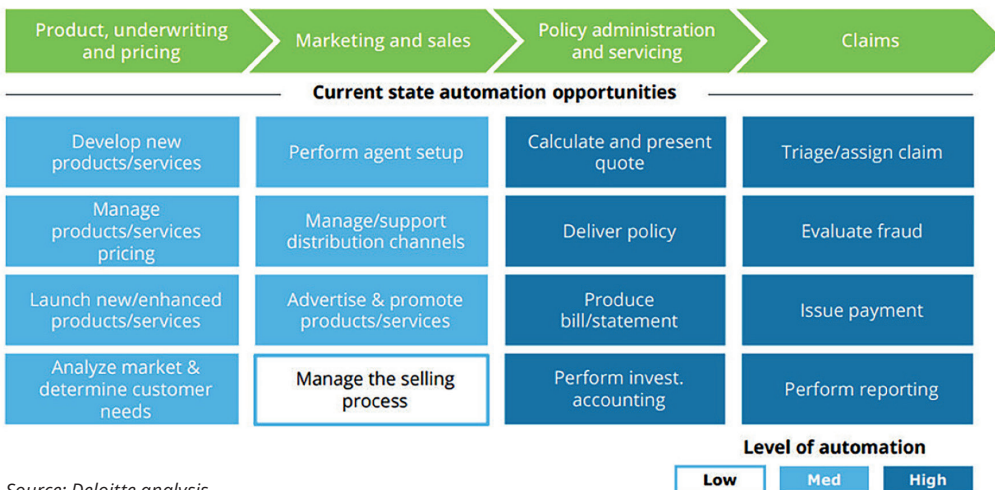 Product, underwriting
and pricing
Marketing and sales
Policy administration
and servicing
Claims
Current state automation opportunities
Develop new
products/services
Perform agent setup
Calculate and present
quote
Triage/assign claim
Manage
products/services
pricing
Manage/support
distribution channels
Deliver policy
Evaluate fraud
Launch new/enhanced
products/services
Advertise & promote
products/services
Produce
bill/statement
Issue payment
Analyze market &
determine customer
needs
Manage the selling
process
Perform invest.
accounting
Perform reporting
Level of automation
Low
Med
High
Source: Deloitte analysis